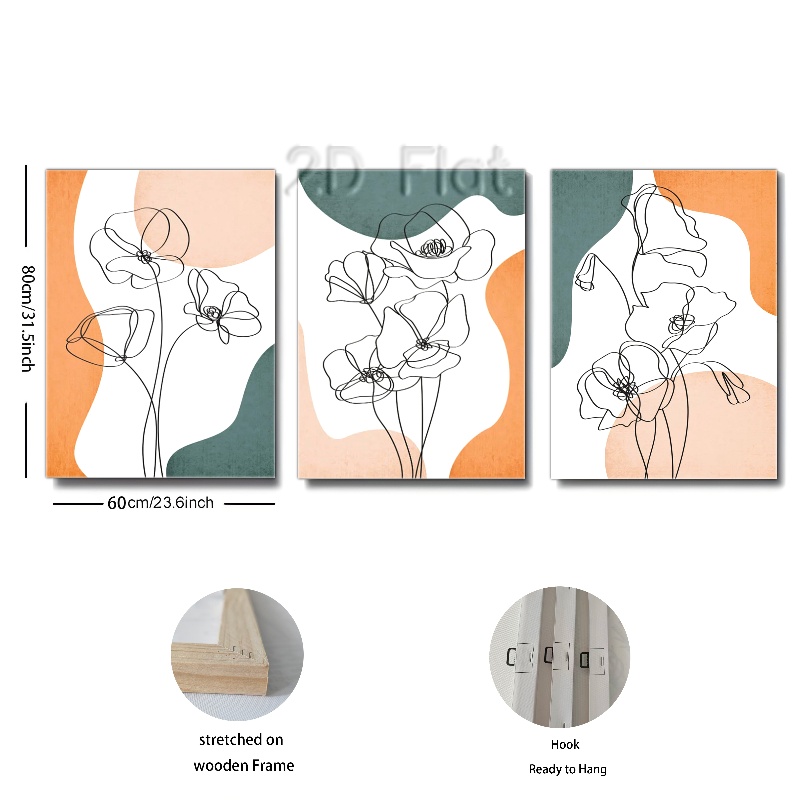 2D Flat
80cm/31.5inch
60cm/23.6inch
stretched on
wooden Frame
Hook
Ready to Hang